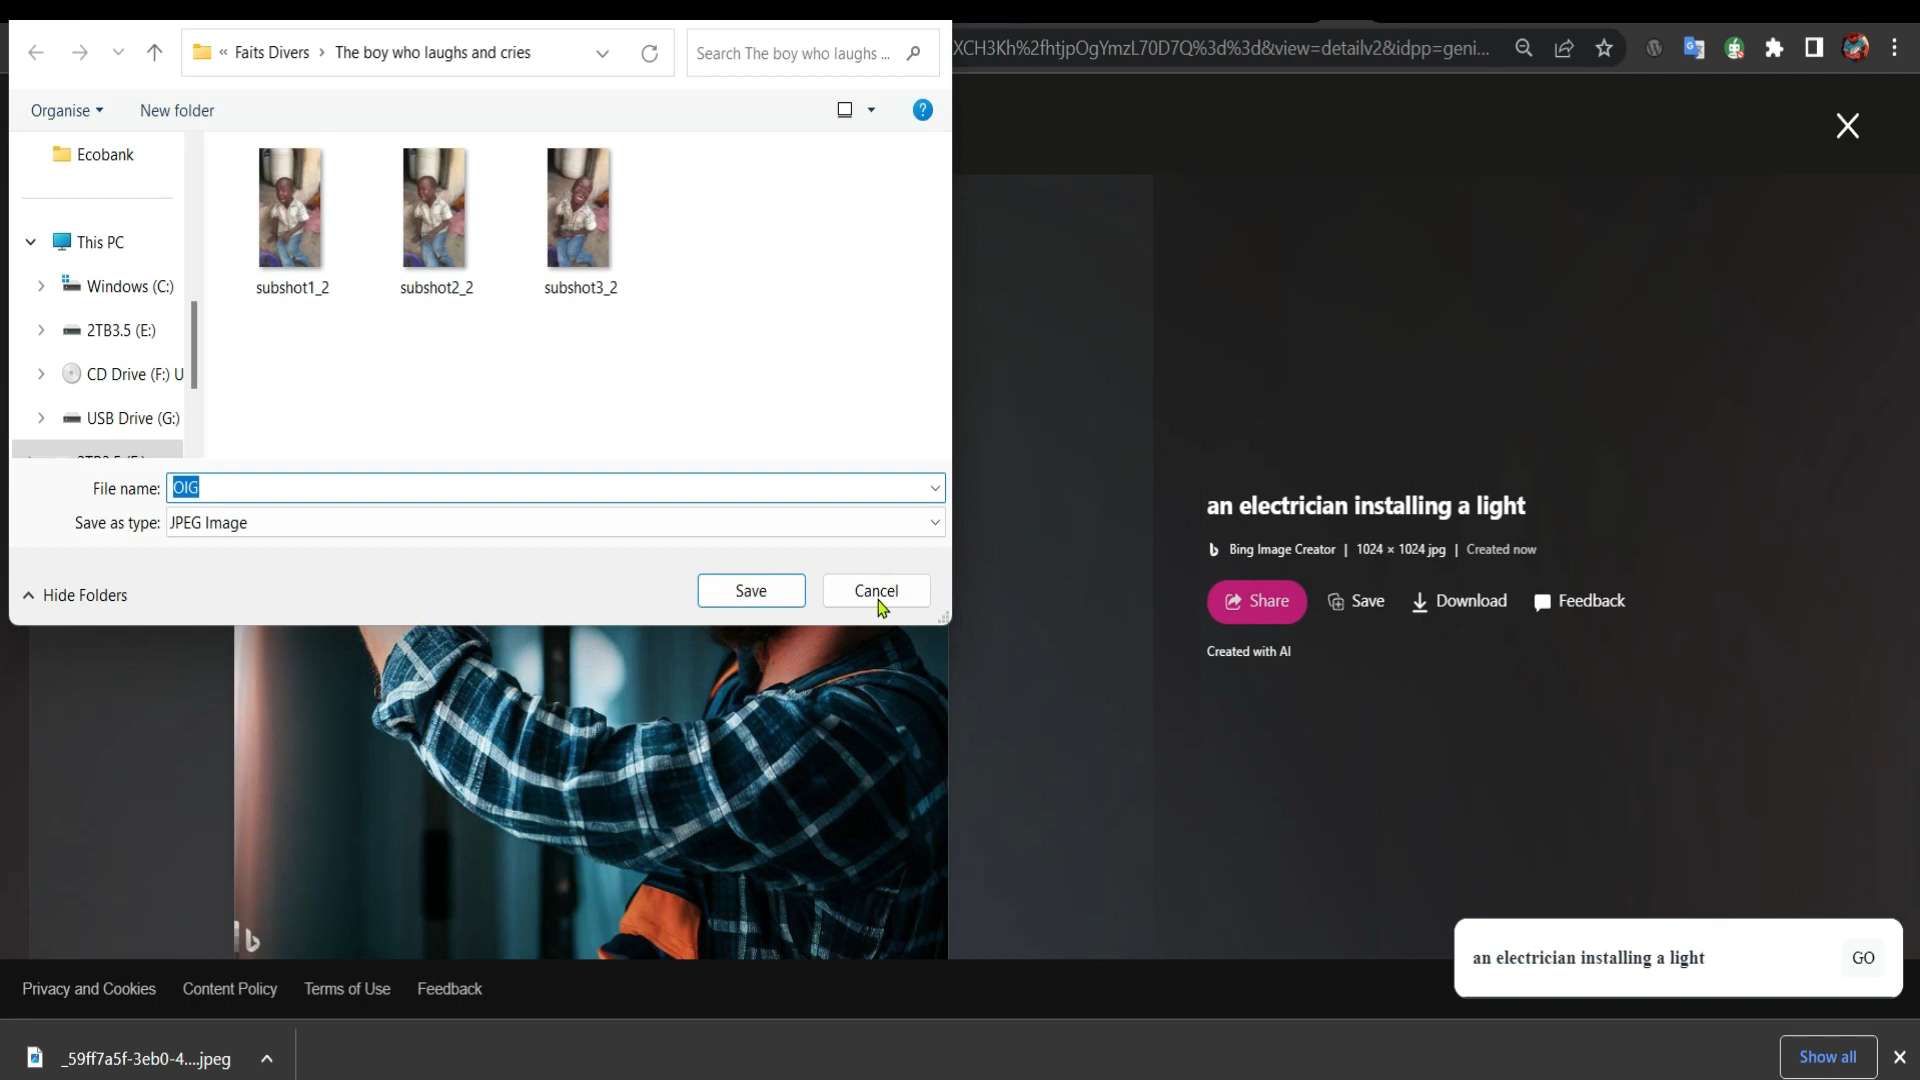 « Faits Divers > The boy who laughs and cries
Search The boy who laughs ...
XCH3Kh%2fhtjpOgYmzL70D7Q%3d%3d&view=detailv2&idpp=geni...
Organise
New folder
?
Ecobank
This PC
Windows (C:)
2TB3.5 (E:)
CD Drive (F:) U
USB Drive (G:)
subshot1_2
subshot2_2
subshot3_2
File name: OIG
Save as type: JPEG Image
Hide Folders
Save
Cancel
an electrician installing a light
Bing Image Creator | 1024 × 1024 jpg | Created now
Share
Save
Download
Feedback
Created with AI
an electrician installing a light
GO
Privacy and Cookies
Content Policy
Terms of Use
Feedback
_59ff7a5f-3eb0-4....jpeg
Show all